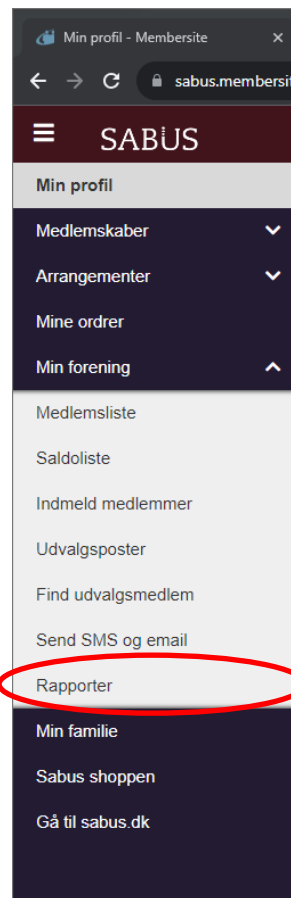 Min profil - Membersite
sabus.membersi
SABUS
Min profil
Medlemskaber
Arrangementer
Mine ordrer
Min forening
Medlemsliste
Saldoliste
Indmeld medlemmer
Udvalgsposter
Find udvalgsmedlem
Send SMS og email
Rapporter
Min familie
Sabus shoppen
Gå til sabus.dk